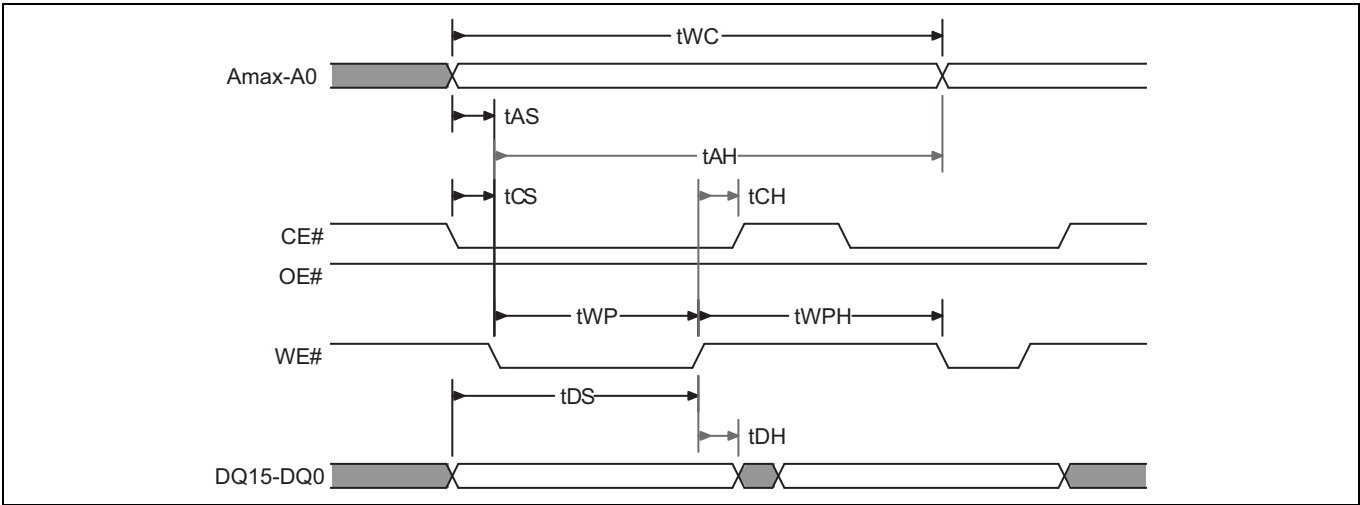 tWC
Amax-A0
tAS
tAH
tCS
tCH
CE#
OE#
tWP
tWPH
WE#
tDS
tDH
DQ15-DQ0